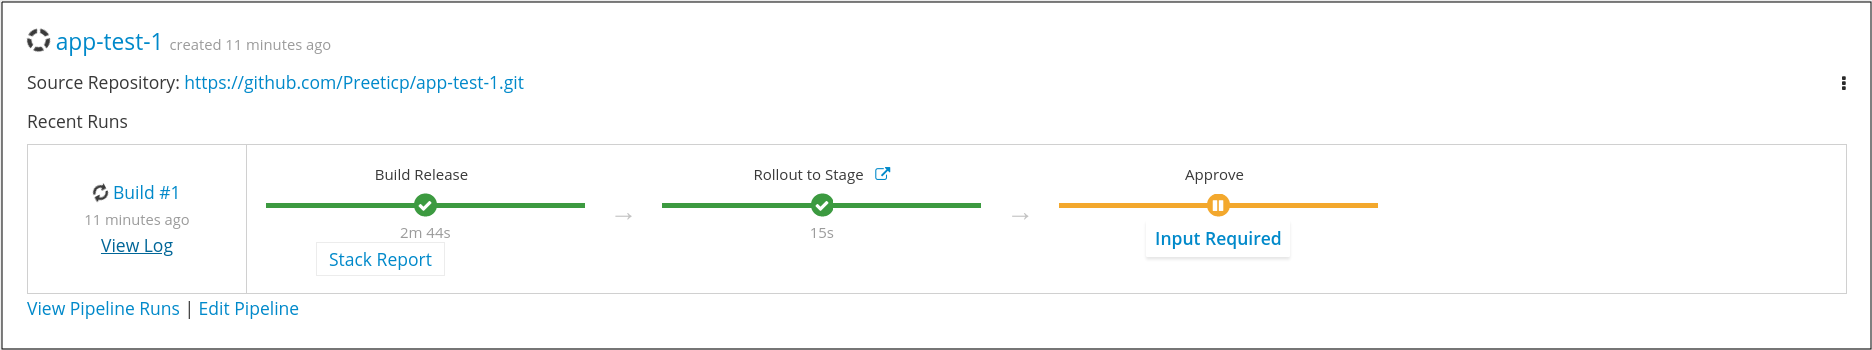 app-test-1 created 11 minutes ago
Source Repository: https://github.com/Preeticp/app-test-1.git
Recent Runs
Build #1
11 minutes ago
View Log
Build Release
2m 44s
Stack Report
Rollout to Stage
15s
Approve
Input Required
View Pipeline Runs | Edit Pipeline